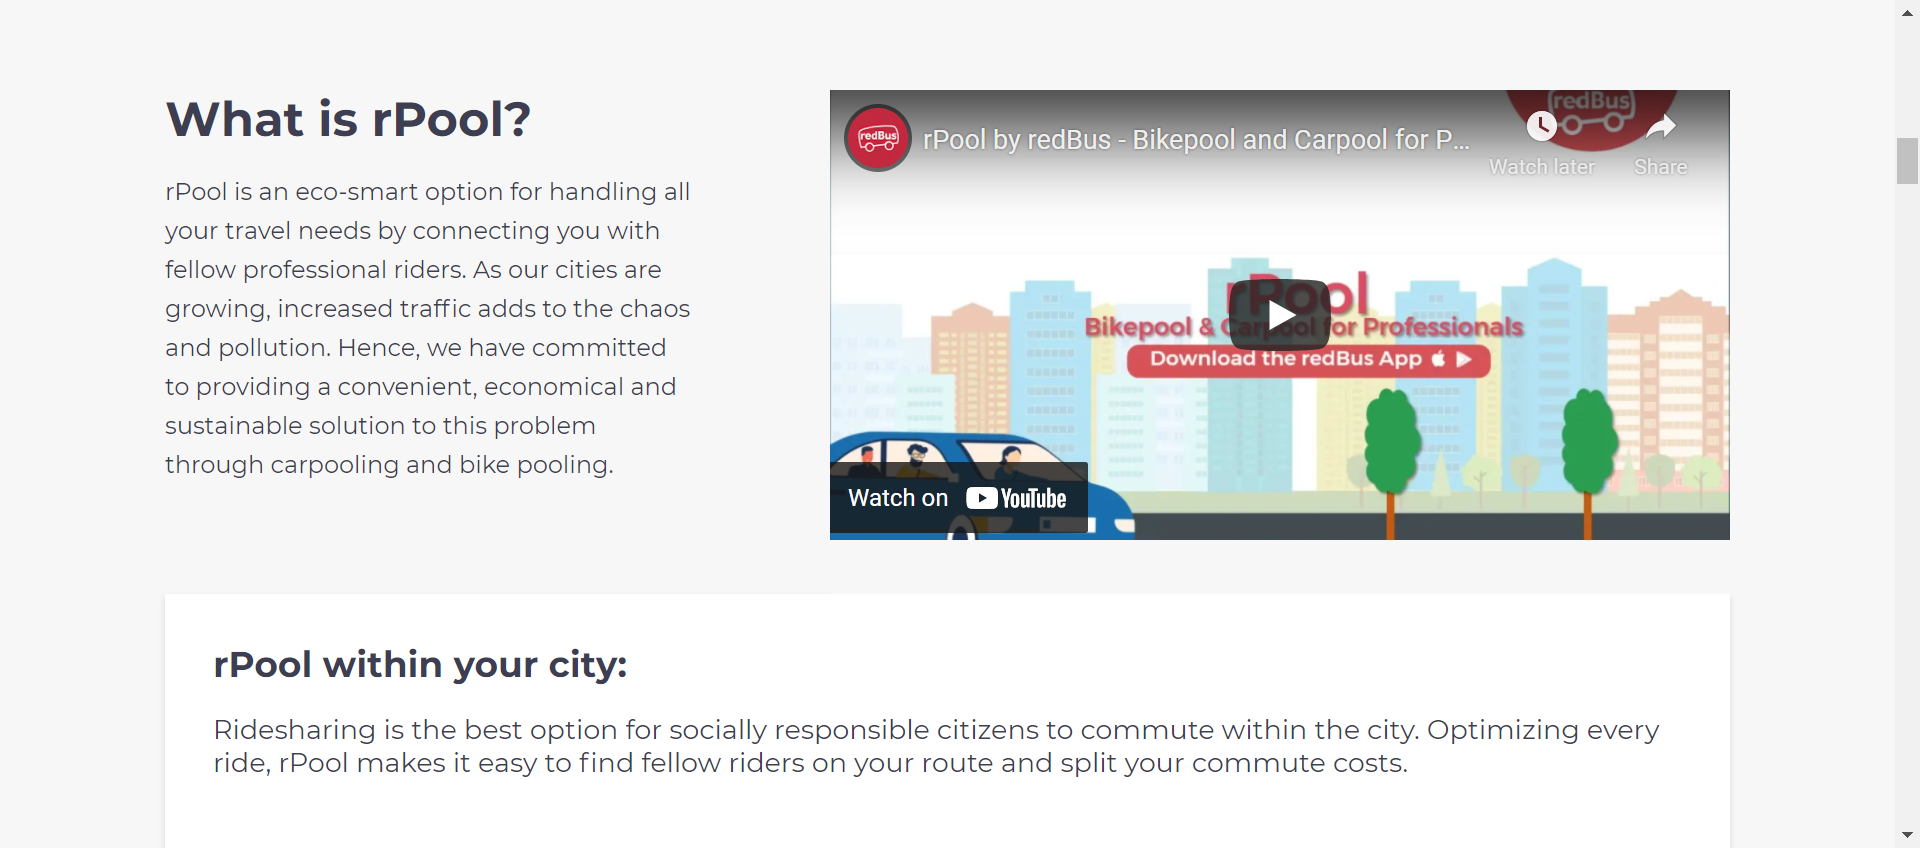 What is rPool?
rPool is an eco-smart option for handling all
your travel needs by connecting you with
fellow professional riders. As our cities are
growing, increased traffic adds to the chaos
and pollution. Hence, we have committed
to providing a convenient, economical and
sustainable solution to this problem
through carpooling and bike pooling.
redBus
rPool by redBus - Bikepool and Carpool for P...
redBus
Watch later
Share
rPool
Bikepool & Carpool for Professionals
Download the redBus App
Watch on YouTube
rPool within your city:
Ridesharing is the best option for socially responsible citizens to commute within the city. Optimizing every
ride, rPool makes it easy to find fellow riders on your route and split your commute costs.